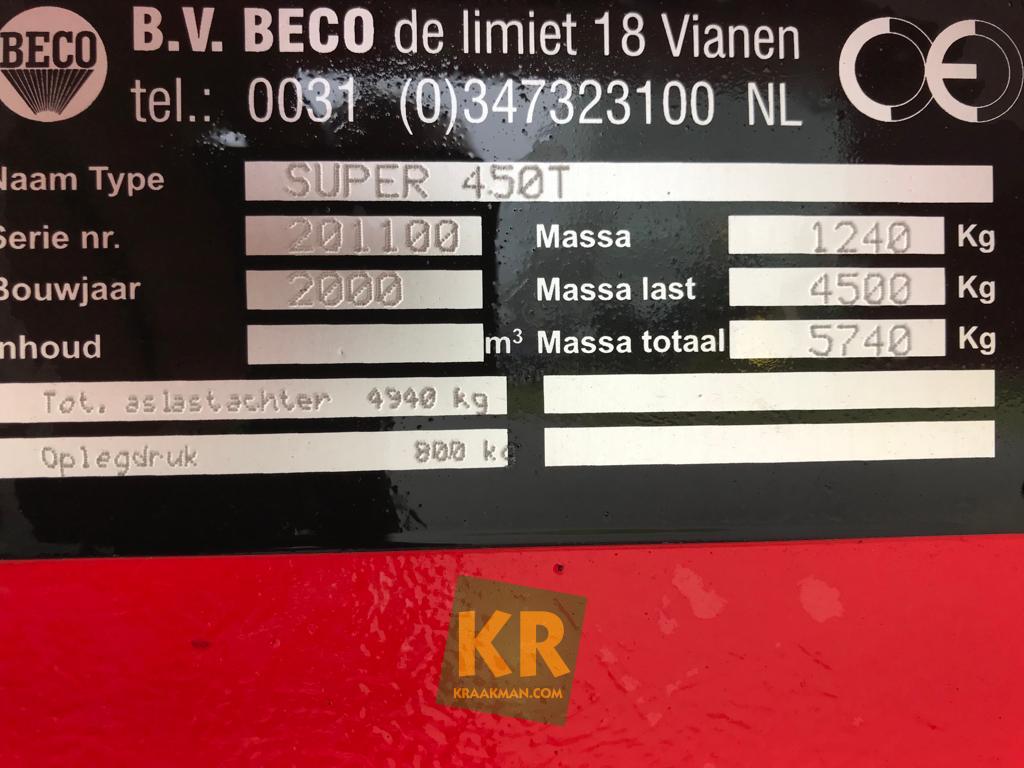 BECO
B.V. BECO de limiet 18 Vianen
tel.: 0031 (0)347323100 NL
CE
Naam Type SUPER 450T
Serie nr. 201100 Massa 1240 Kg
Bouwjaar 2000 Massa last 4500 Kg
Inhoud m³ Massa totaal 5740 Kg
Tot. aslastachter 4940 kg
Oplegdruk 800 kg
KR
KRAAKMAN.COM